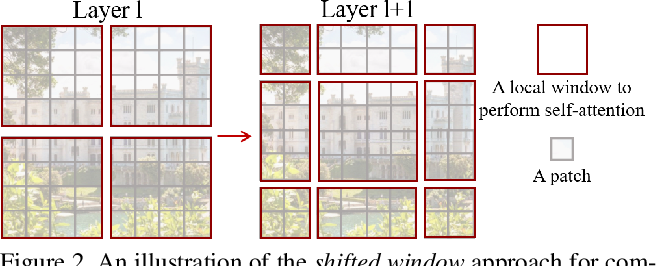 Layer l
Layer l+1
A local window to
perform self-attention
A patch
Figure 2. An illustration of the shifted window approach for com-